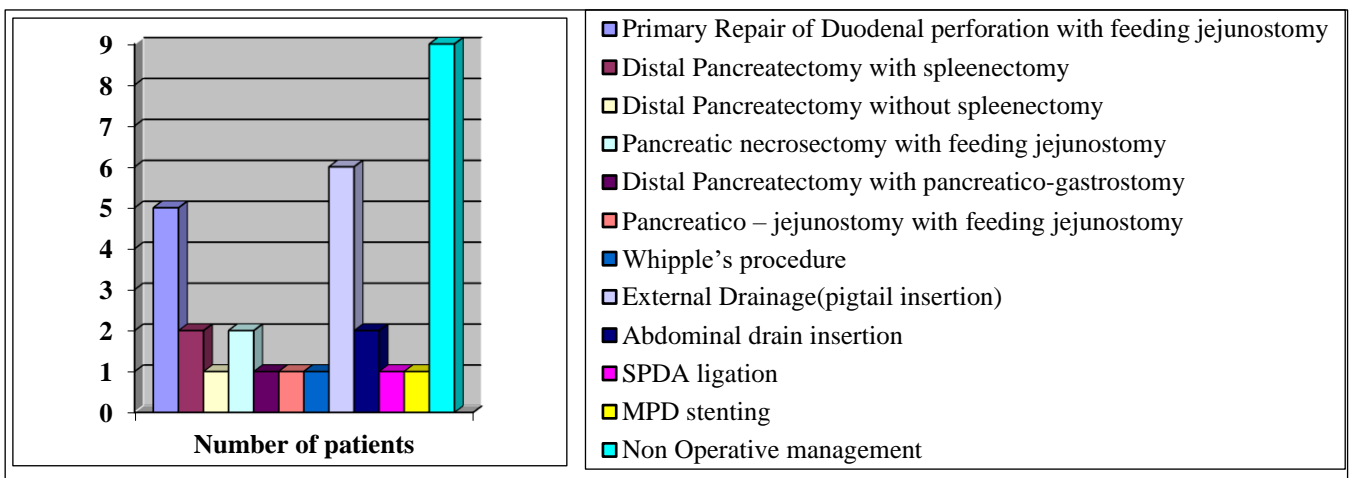 9
8
7
6
5
4
3
2
1
0
Number of patients
Primary Repair of Duodenal perforation with feeding jejunostomy
Distal Pancreatectomy with spleenectomy
Distal Pancreatectomy without spleenectomy
Pancreatic necrosectomy with feeding jejunostomy
Distal Pancreatectomy with pancreatico-gastrostomy
Pancreatico – jejunostomy with feeding jejunostomy
Whipple’s procedure
External Drainage(pigtail insertion)
Abdominal drain insertion
SPDA ligation
MPD stenting
Non Operative management